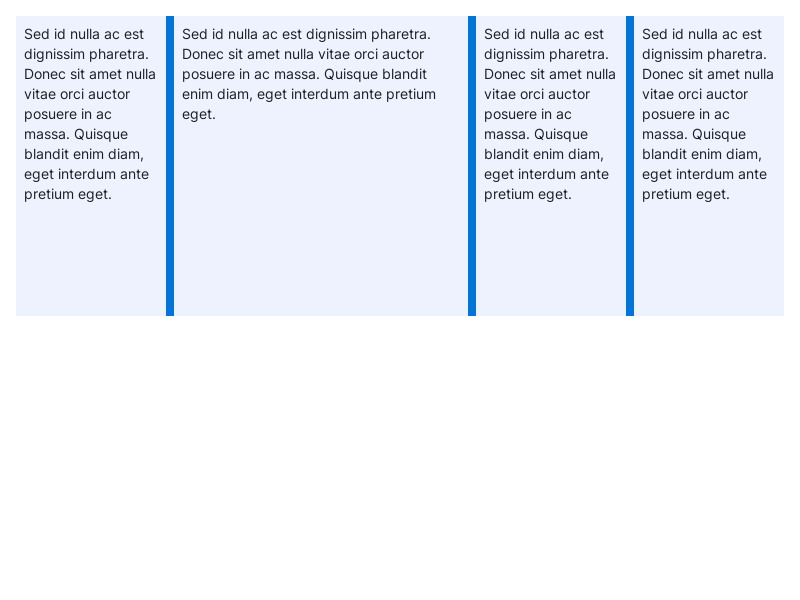 Sed id nulla ac est
dignissim pharetra.
Donec sit amet nulla
vitae orci auctor
posuere in ac
massa. Quisque
blandit enim diam,
eget interdum ante
pretium eget.
Sed id nulla ac est dignissim pharetra.
Donec sit amet nulla vitae orci auctor
posuere in ac massa. Quisque blandit
enim diam, eget interdum ante pretium
eget.
Sed id nulla ac est
dignissim pharetra.
Donec sit amet nulla
vitae orci auctor
posuere in ac
massa. Quisque
blandit enim diam,
eget interdum ante
pretium eget.
Sed id nulla ac est
dignissim pharetra.
Donec sit amet nulla
vitae orci auctor
posuere in ac
massa. Quisque
blandit enim diam,
eget interdum ante
pretium eget.